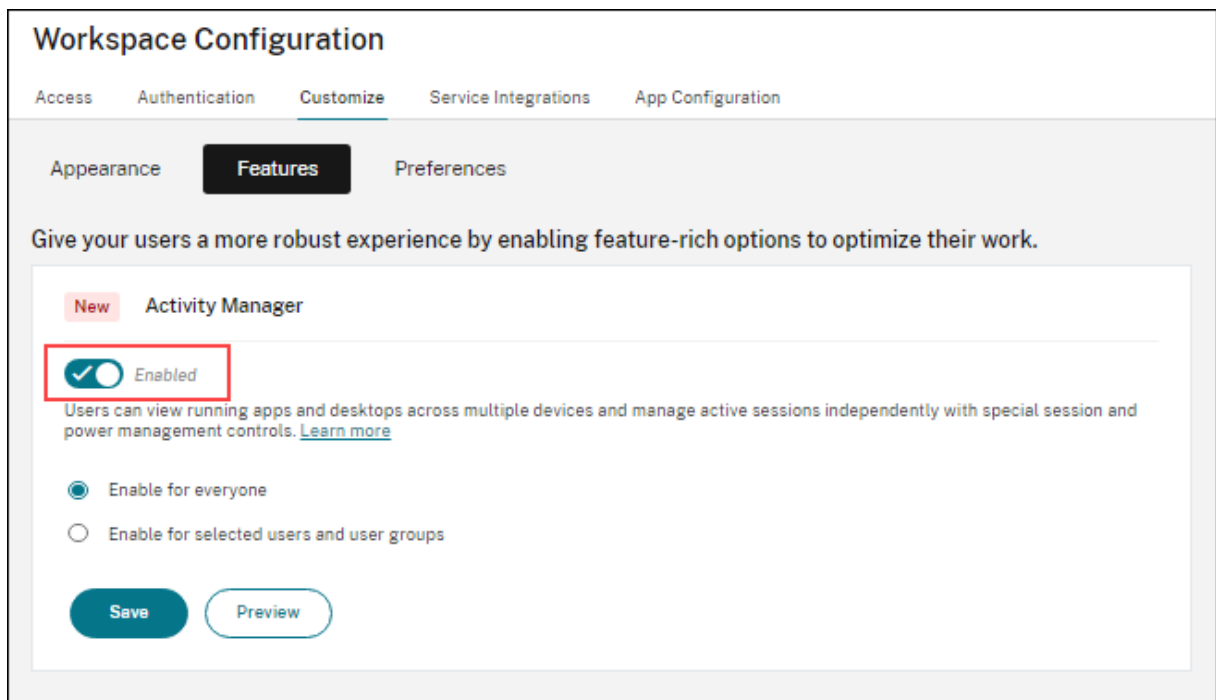 Workspace Configuration
Access Authentication Customize Service Integrations App Configuration
Appearance Features Preferences
Give your users a more robust experience by enabling feature-rich options to optimize their work.
New Activity Manager
Enabled
Users can view running apps and desktops across multiple devices and manage active sessions independently with special session and
power management controls. Learn more
Enable for everyone
Enable for selected users and user groups
Save Preview